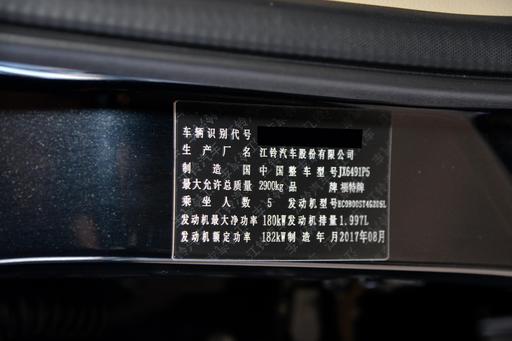 车辆识别代号
生产厂名 江铃汽车股份有限公司
制造国 中国 整车型号 JX6491P5
最大允许总质量 2900kg 品牌 福特牌
乘坐人数 5 发动机型号
发动机最大净功率 180kW 发动机排量 1.997L
发动机额定功率 182kW 制造年月 2017年08月